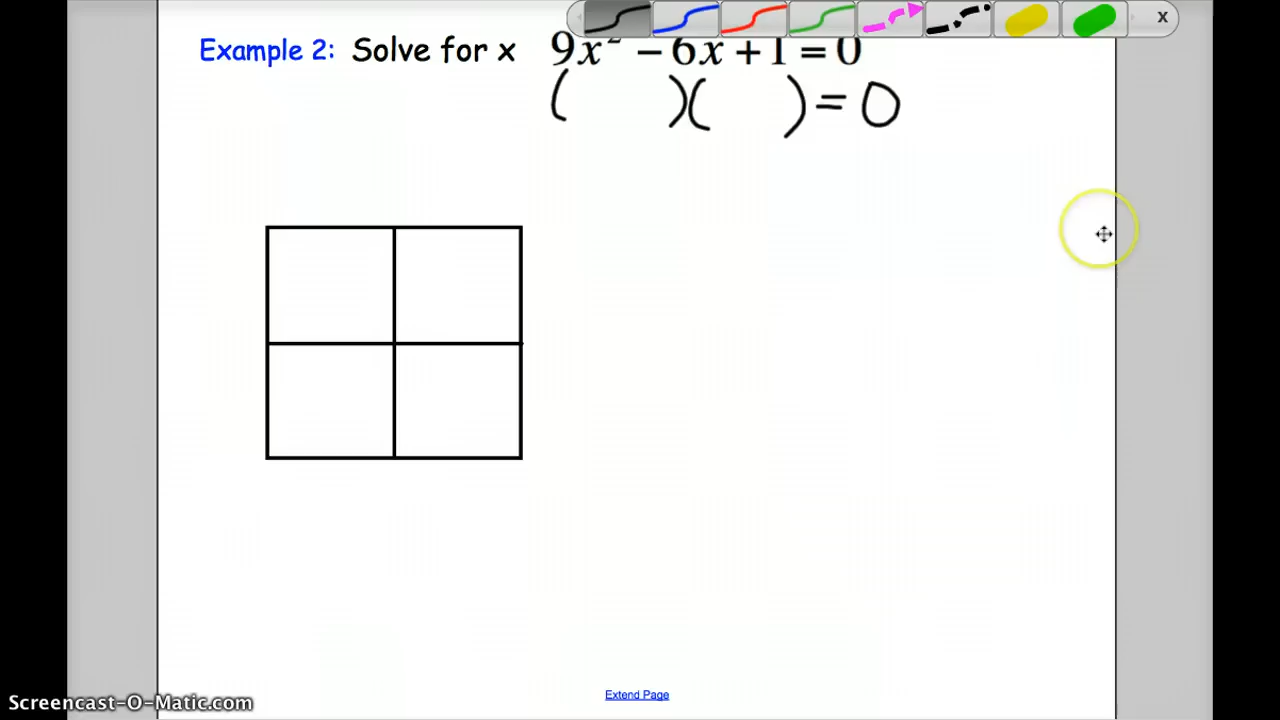 Example 2: Solve for x 9x² − 6x + 1 = 0
( )( ) = 0
x
Extend Page
Screencast-O-Matic.com